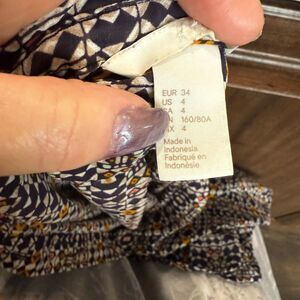 EUR 34
US 4
CA 4
CN 160/80A
MX 4
Made in
Indonesia
Fabriqué en
Indonésie